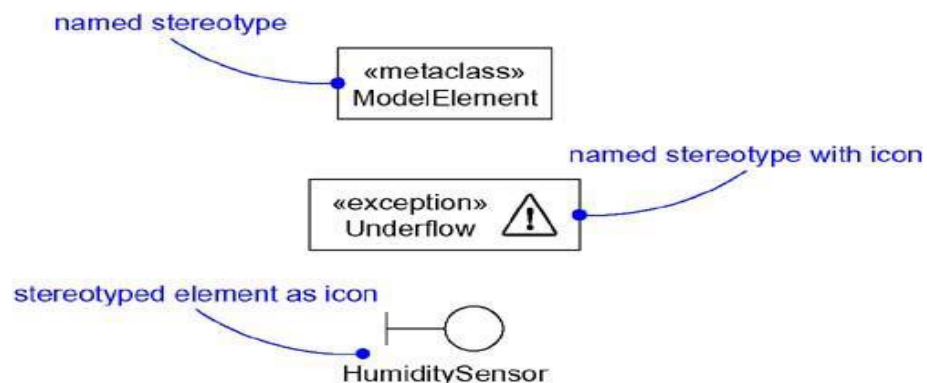 named stereotype
«metaclass»
ModelElement
named stereotype with icon
«exception»
Underflow
!
stereotyped element as icon
HumiditySensor